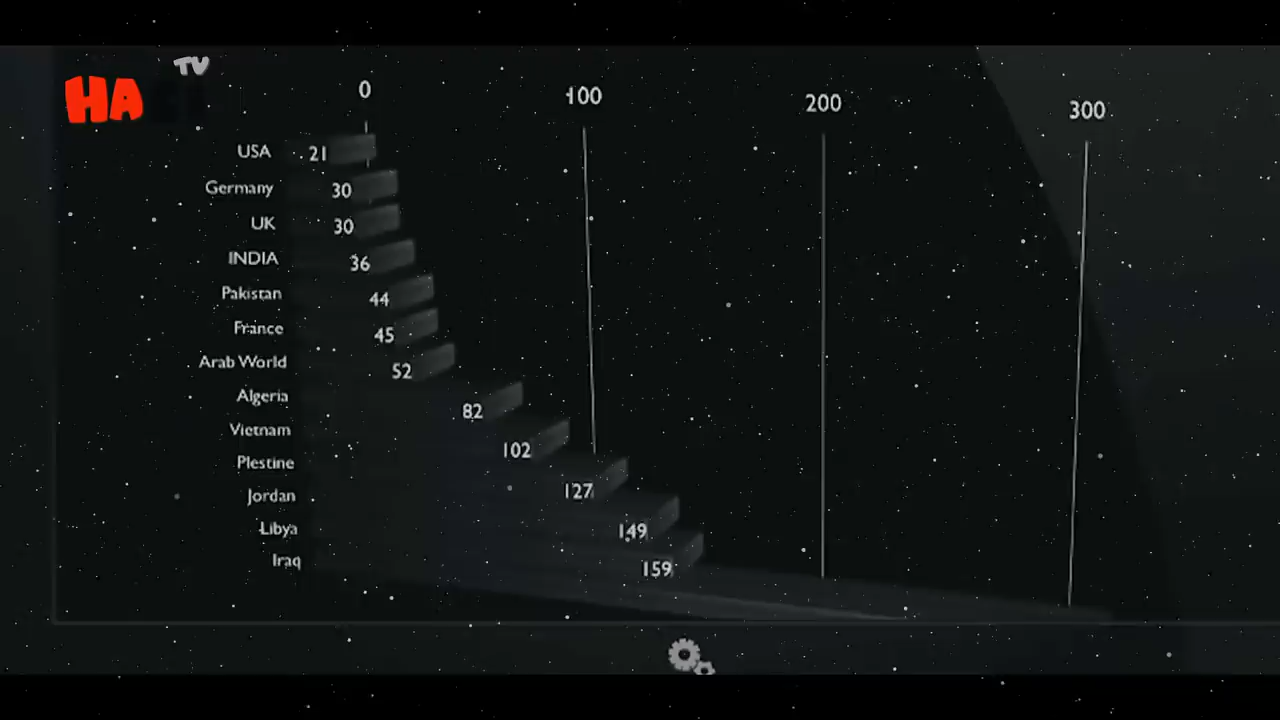 TV
HA
0 100 200 300
USA 21
Germany 30
UK 30
INDIA 36
Pakistan 44
France 45
Arab World 52
Algeria 82
Vietnam 102
Plestine 127
Jordan 149
Libya 159
Iraq